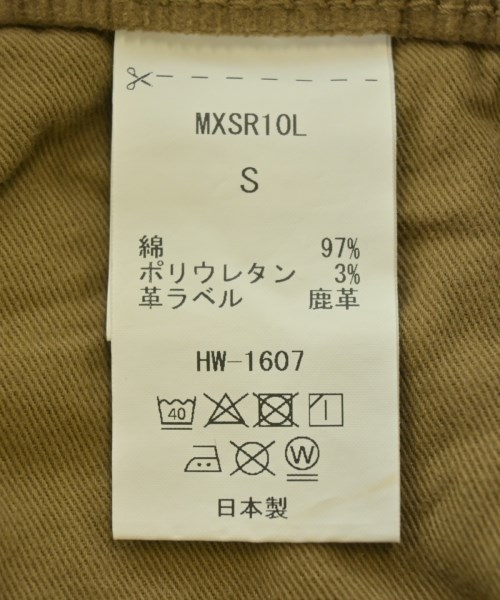 MXSR10L
S
綿 97%
ポリウレタン 3%
革ラベル 鹿革
HW-1607
40
W
日本製